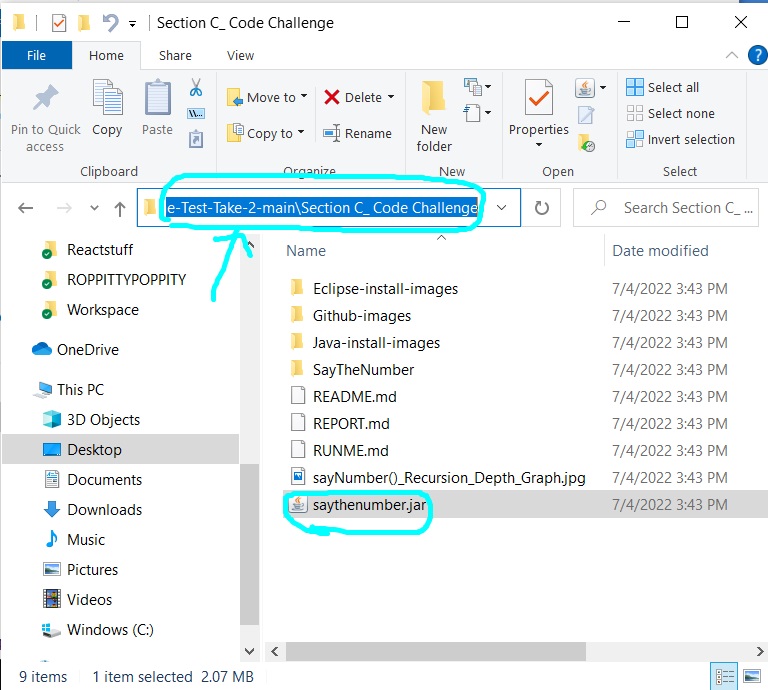 Section C_ Code Challenge
File Home Share View
Pin to Quick access
Copy
Paste
Clipboard
Move to
Copy to
Delete
Rename
Organize
New folder
New
Properties
Open
Select all
Select none
Invert selection
Select
e-Test-Take-2-main\Section C_ Code Challenge
Search Section C_ ...
Reactstuff
ROPPITTYPOPPITY
Workspace
OneDrive
This PC
3D Objects
Desktop
Documents
Downloads
Music
Pictures
Videos
Windows (C:)
Name Date modified
Eclipse-install-images 7/4/2022 3:43 PM
Github-images 7/4/2022 3:43 PM
Java-install-images 7/4/2022 3:43 PM
SayTheNumber 7/4/2022 3:43 PM
README.md 7/4/2022 3:43 PM
REPORT.md 7/4/2022 3:43 PM
RUNME.md 7/4/2022 3:43 PM
sayNumber()_Recursion_Depth_Graph.jpg 7/4/2022 3:43 PM
saythenumber.jar 7/4/2022 3:43 PM
9 items 1 item selected 2.07 MB